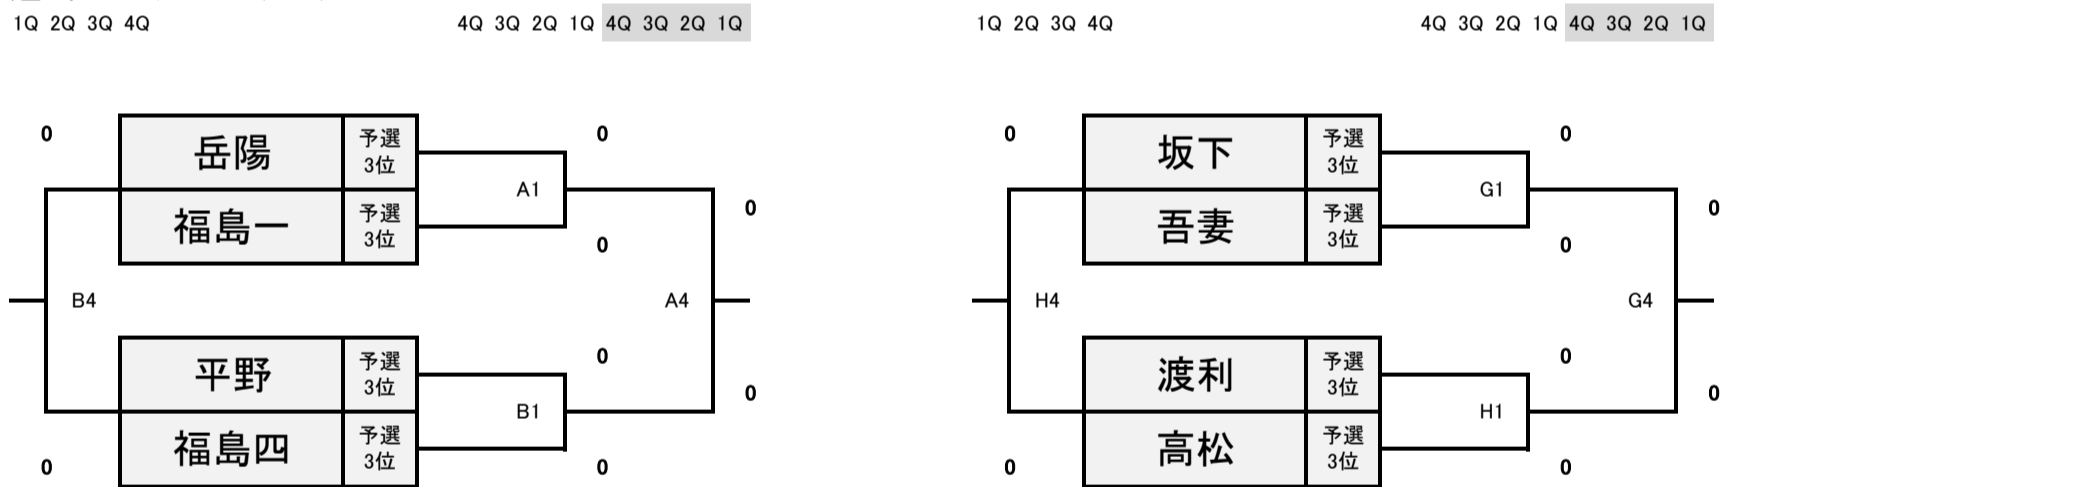 1Q 2Q 3Q 4Q 4Q 3Q 2Q 1Q 4Q 3Q 2Q 1Q
0 0
岳陽 予選
3位
A1
0
福島一 予選
3位
0
B4 A4
0
平野 予選
3位
0
B1
福島四 予選
3位
0 0
1Q 2Q 3Q 4Q 4Q 3Q 2Q 1Q 4Q 3Q 2Q 1Q
0 0
坂下 予選
3位
G1
0
吾妻 予選
3位
0
H4 G4
0
渡利 予選
3位
0
H1
高松 予選
3位
0 0